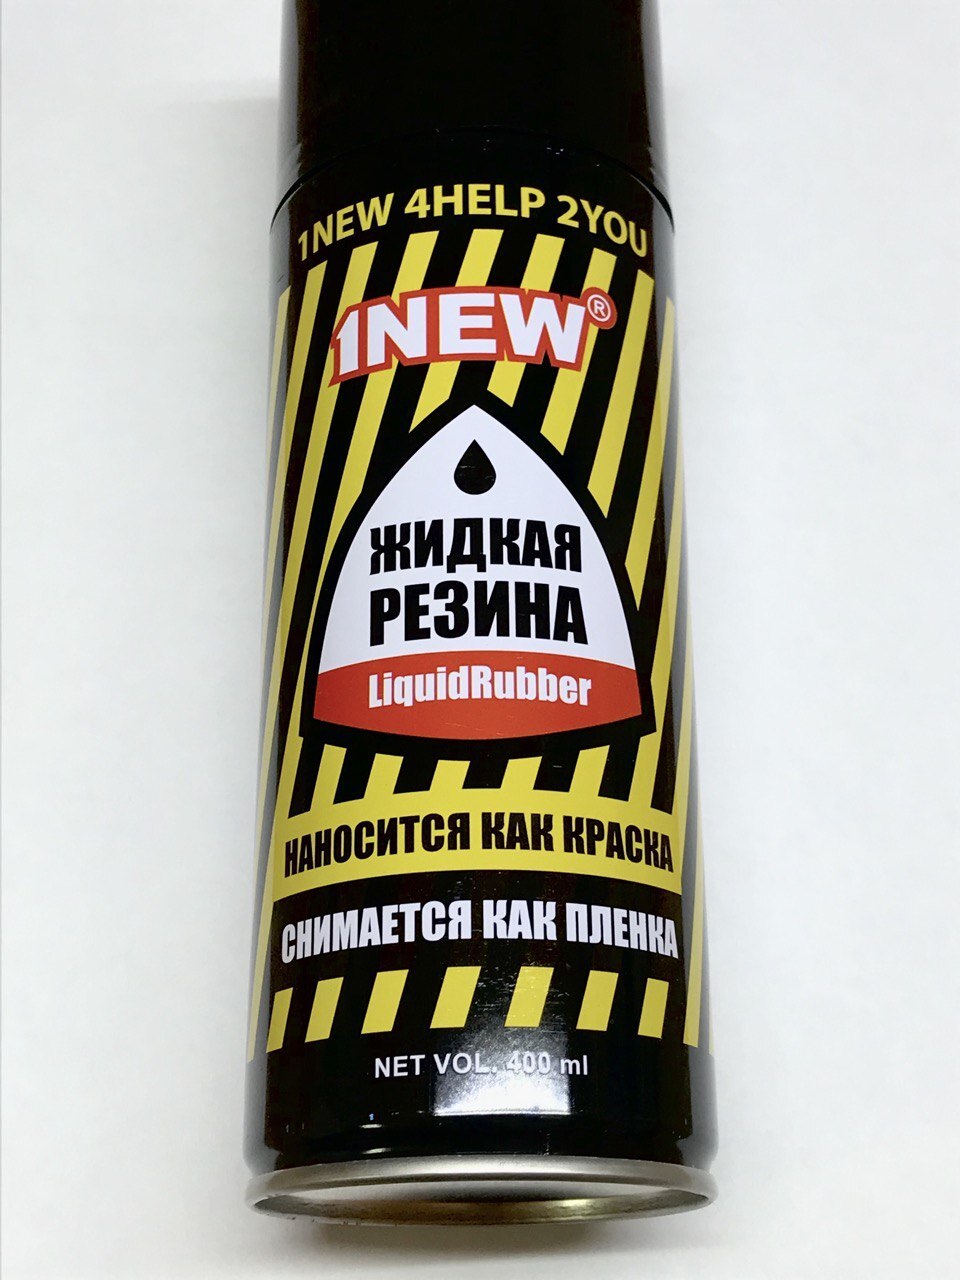 1NEW 4HELP 2YOU
1NEW®
ЖИДКАЯ
РЕЗИНА
LiquidRubber
НАНОСИТСЯ КАК КРАСКА
СНИМАЕТСЯ КАК ПЛЕНКА
NET VOL. 400 ml